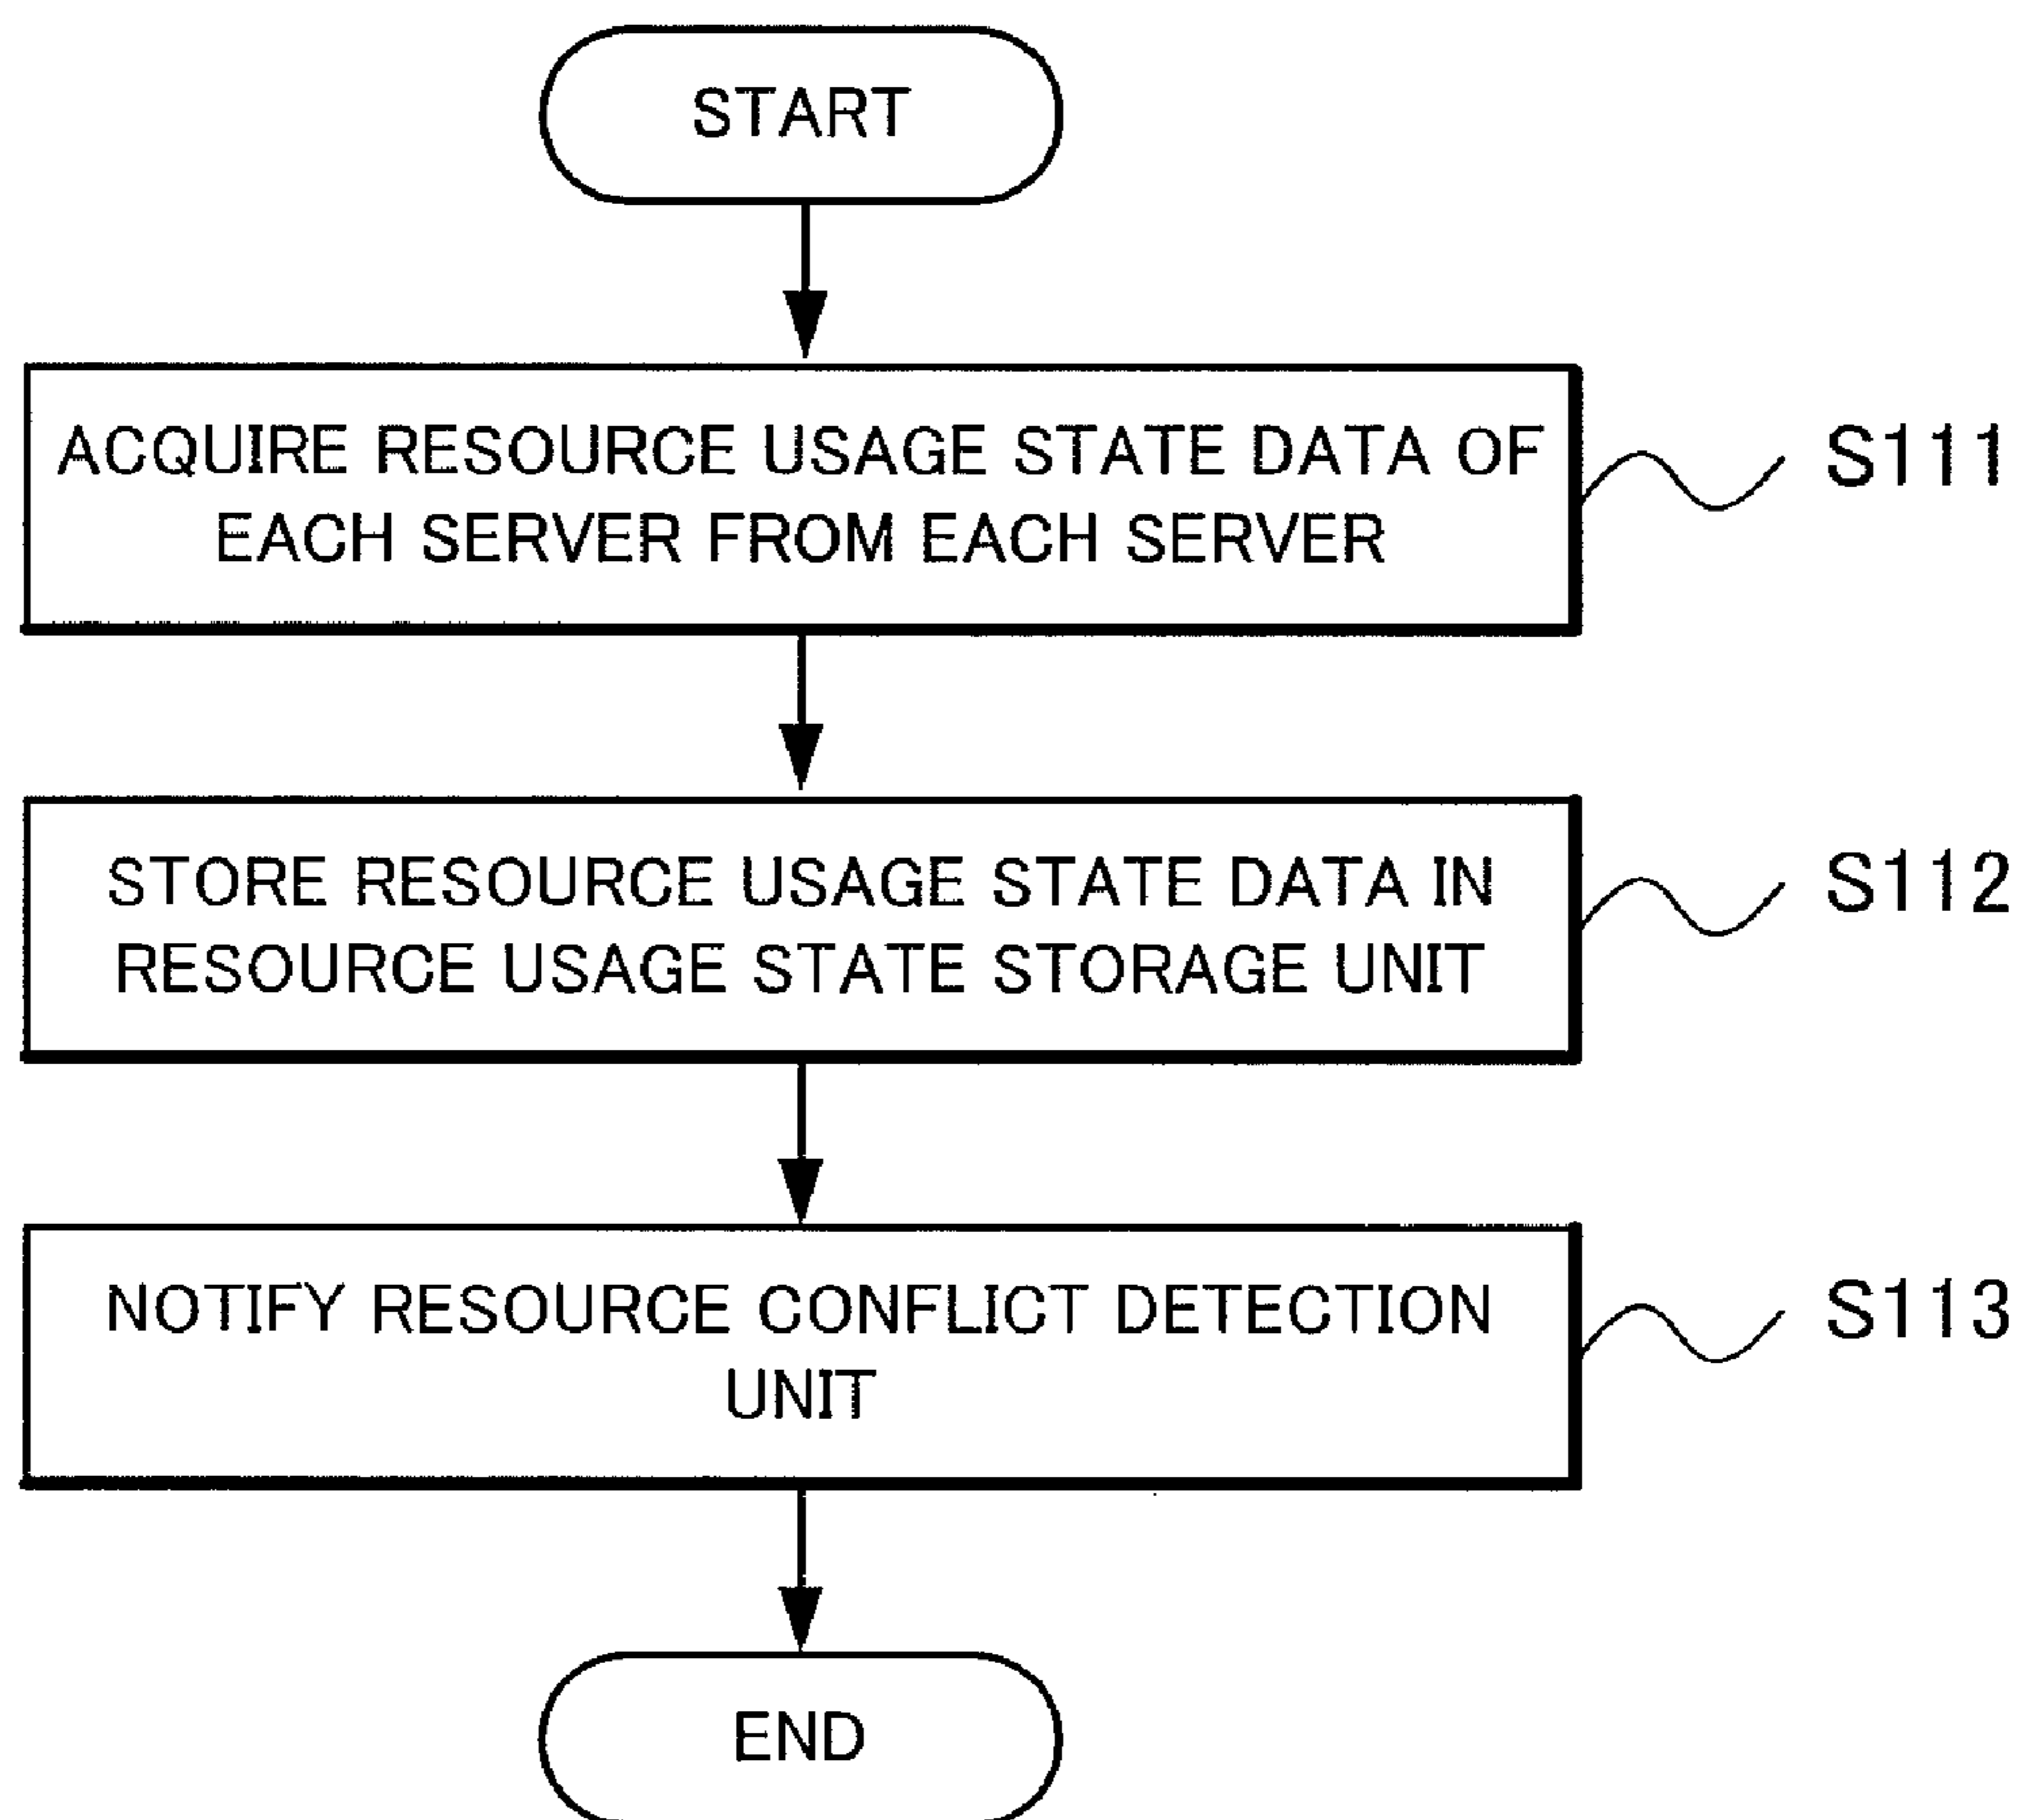 START
ACQUIRE RESOURCE USAGE STATE DATA OF
EACH SERVER FROM EACH SERVER
S111
STORE RESOURCE USAGE STATE DATA IN
RESOURCE USAGE STATE STORAGE UNIT
S112
NOTIFY RESOURCE CONFLICT DETECTION
UNIT
S113
END